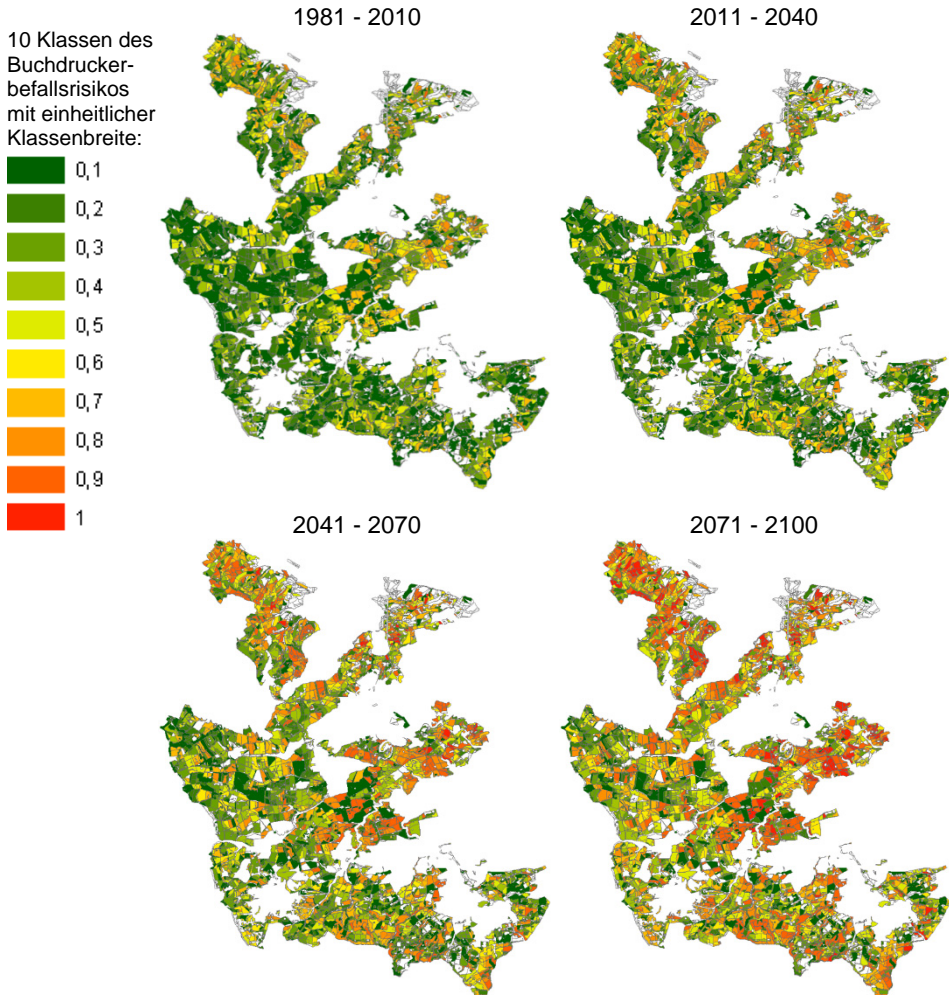 1981 - 2010
2011 - 2040
10 Klassen des
Buchdrucker-
befallsrisikos
mit einheitlicher
Klassenbreite:
0,1
0,2
0,3
0,4
0,5
0,6
0,7
0,8
0,9
1
2041 - 2070
2071 - 2100